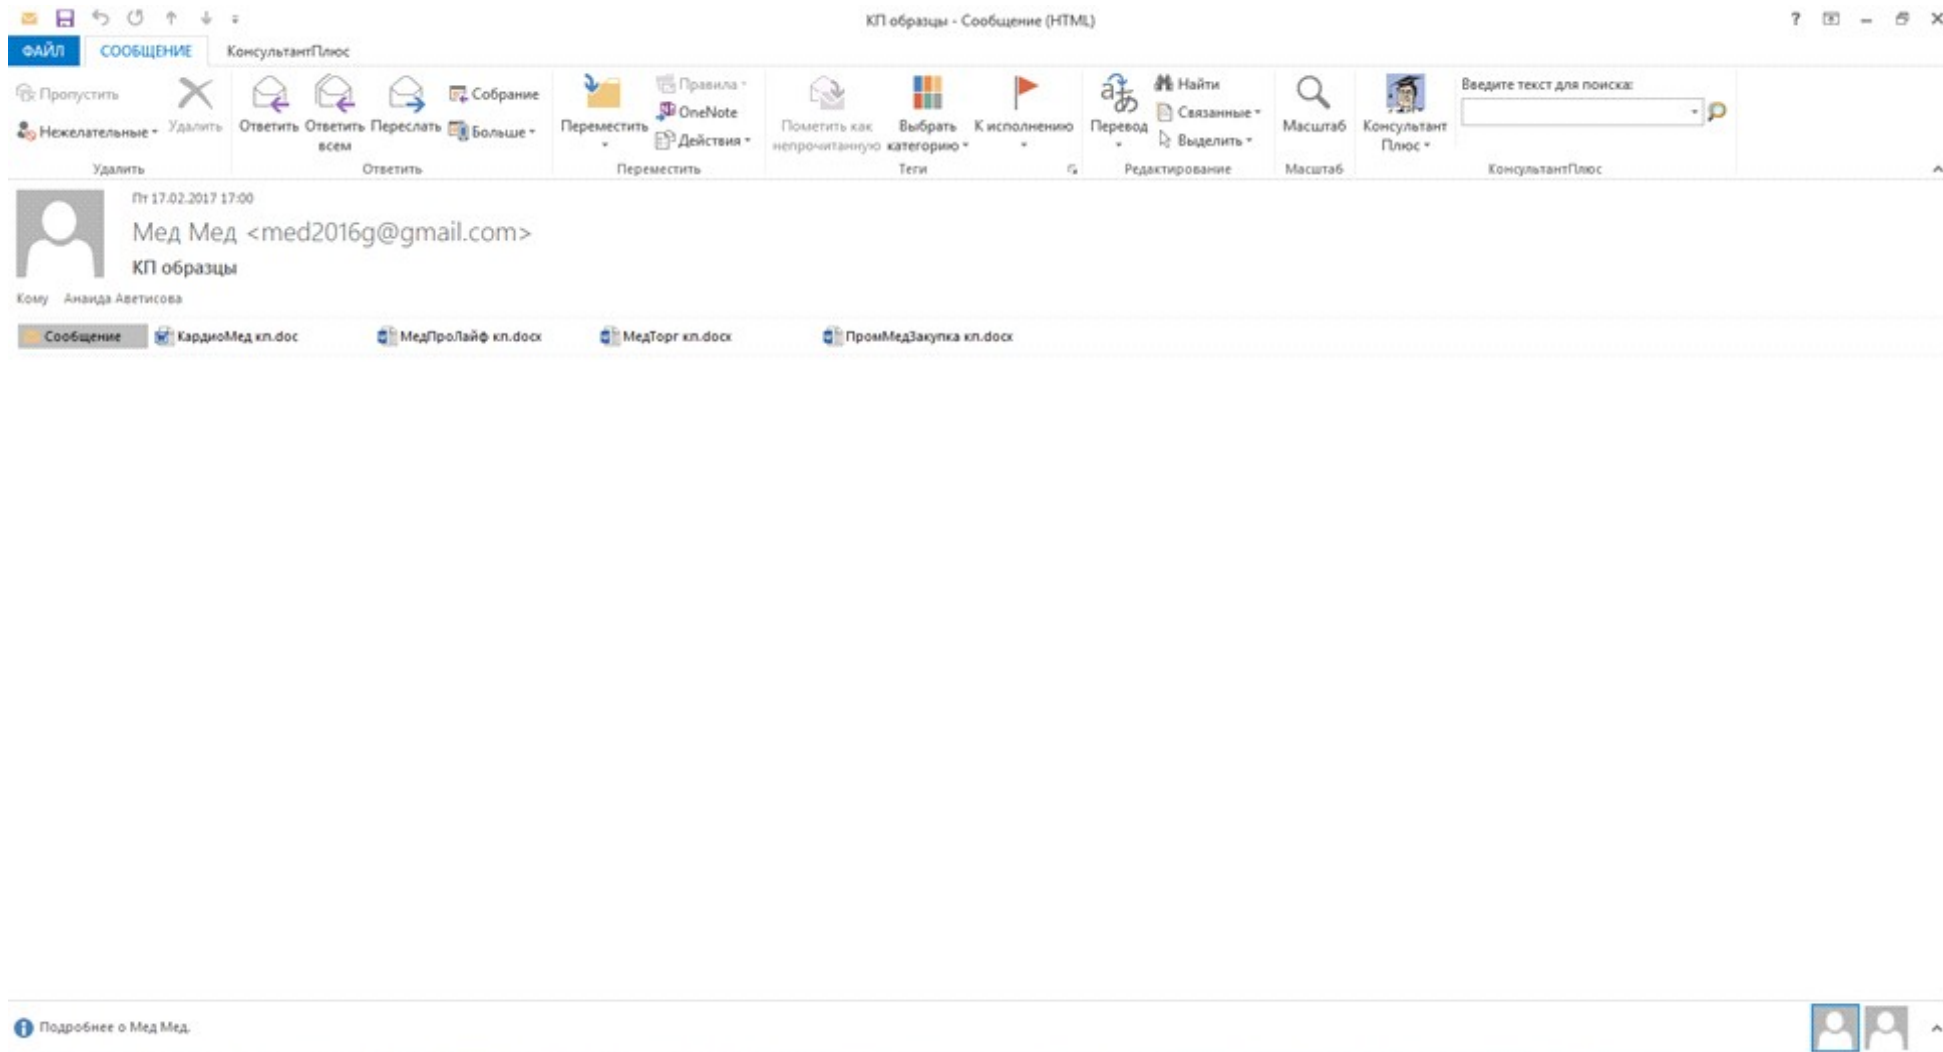 КП образцы - Сообщение (HTML)
?
ФАЙЛ СООБЩЕНИЕ КонсультантПлюс
Пропустить
Нежелательные
Удалить
Удалить
Ответить
Ответить всем
Переслать
Собрание
Больше
Ответить
Переместить
Правила
OneNote
Действия
Переместить
Пометить как непрочитанную
Выбрать категорию
К исполнению
Теги
Перевод
Найти
Связанные
Выделить
Редактирование
Масштаб
Масштаб
Консультант Плюс
Введите текст для поиска:
КонсультантПлюс
Пт 17.02.2017 17:00
Мед Мед <med2016g@gmail.com>
КП образцы
Кому Анаида Аветисова
Сообщение КардиоМед кп.doc МедПроЛайф кп.docx МедТорг кп.docx ПромМедЗакупка кп.docx
Подробнее о Мед Мед.